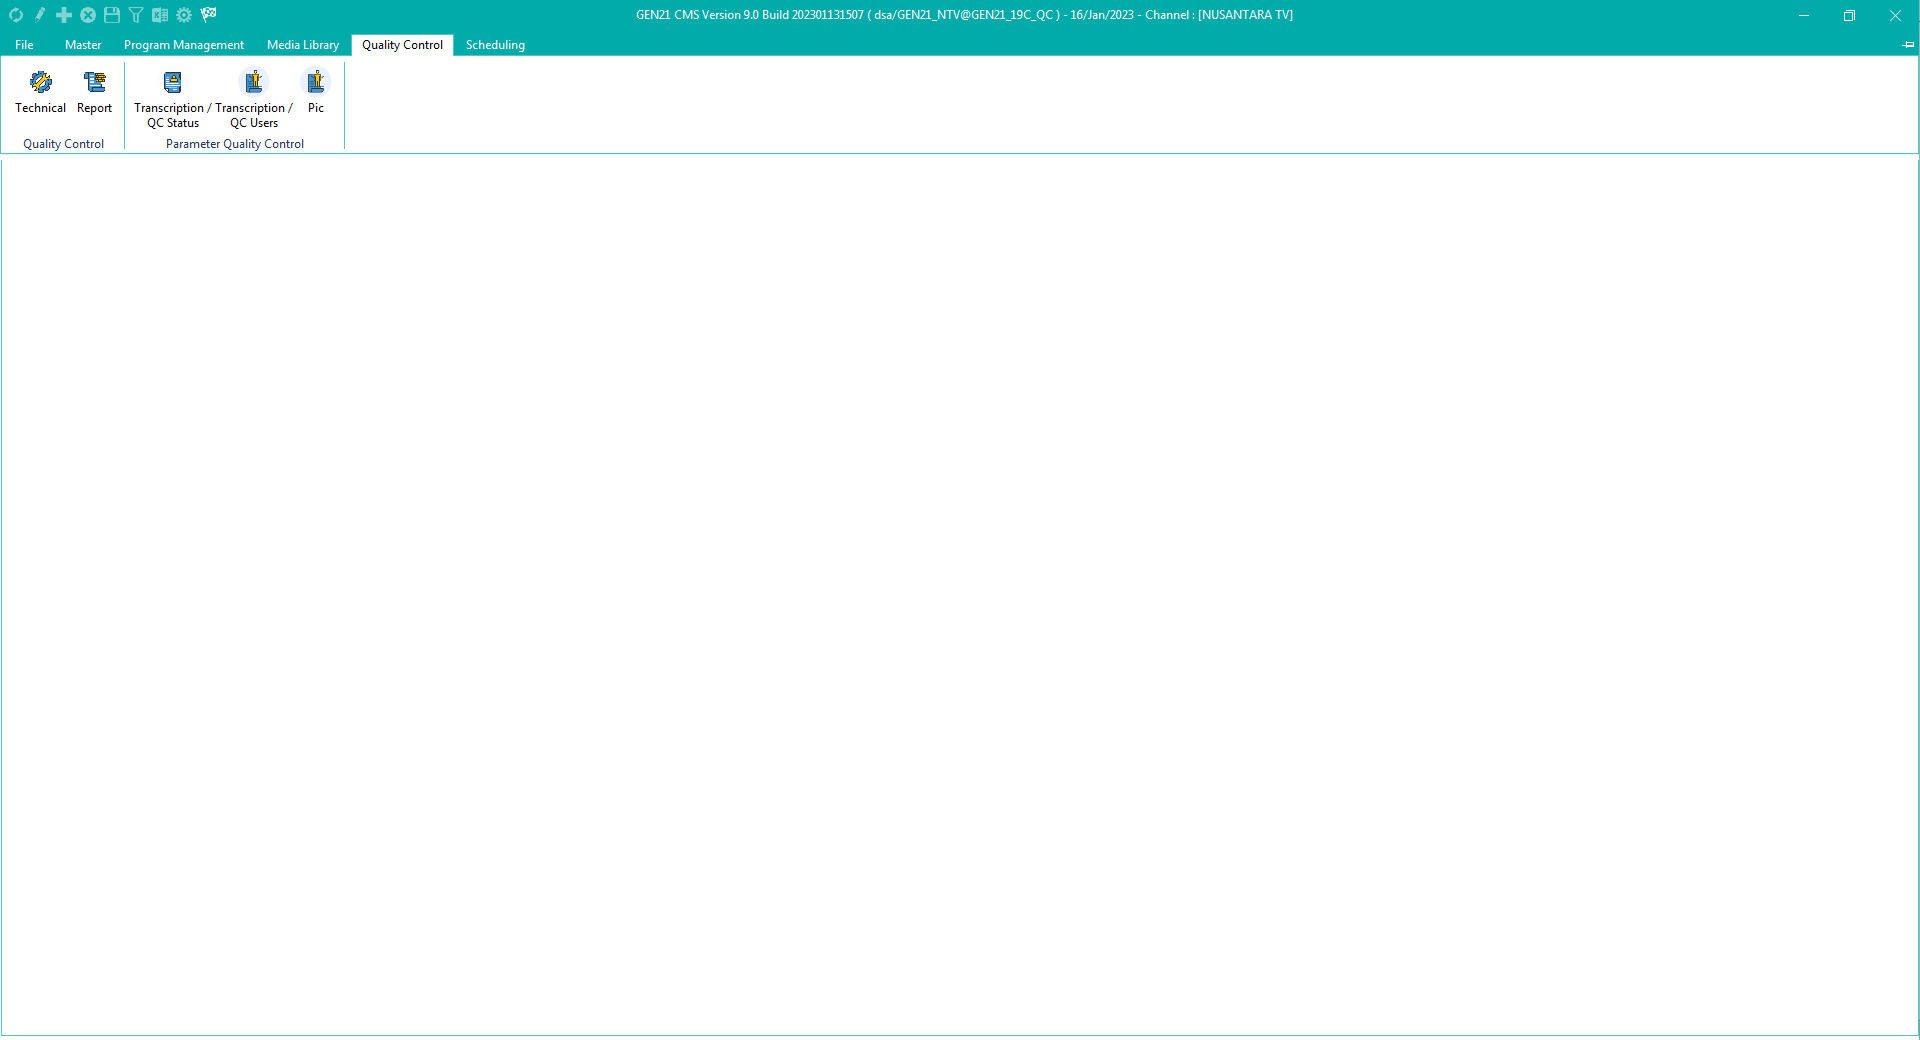 GEN21 CMS Version 9.0 Build 202301131507 ( dsa/GEN21_NTV@GEN21_19C_QC ) - 16/Jan/2023 - Channel : [NUSANTARA TV]
File Master Program Management Media Library Quality Control Scheduling
Technical Report Transcription / QC Status Transcription / QC Users Pic
Quality Control Parameter Quality Control